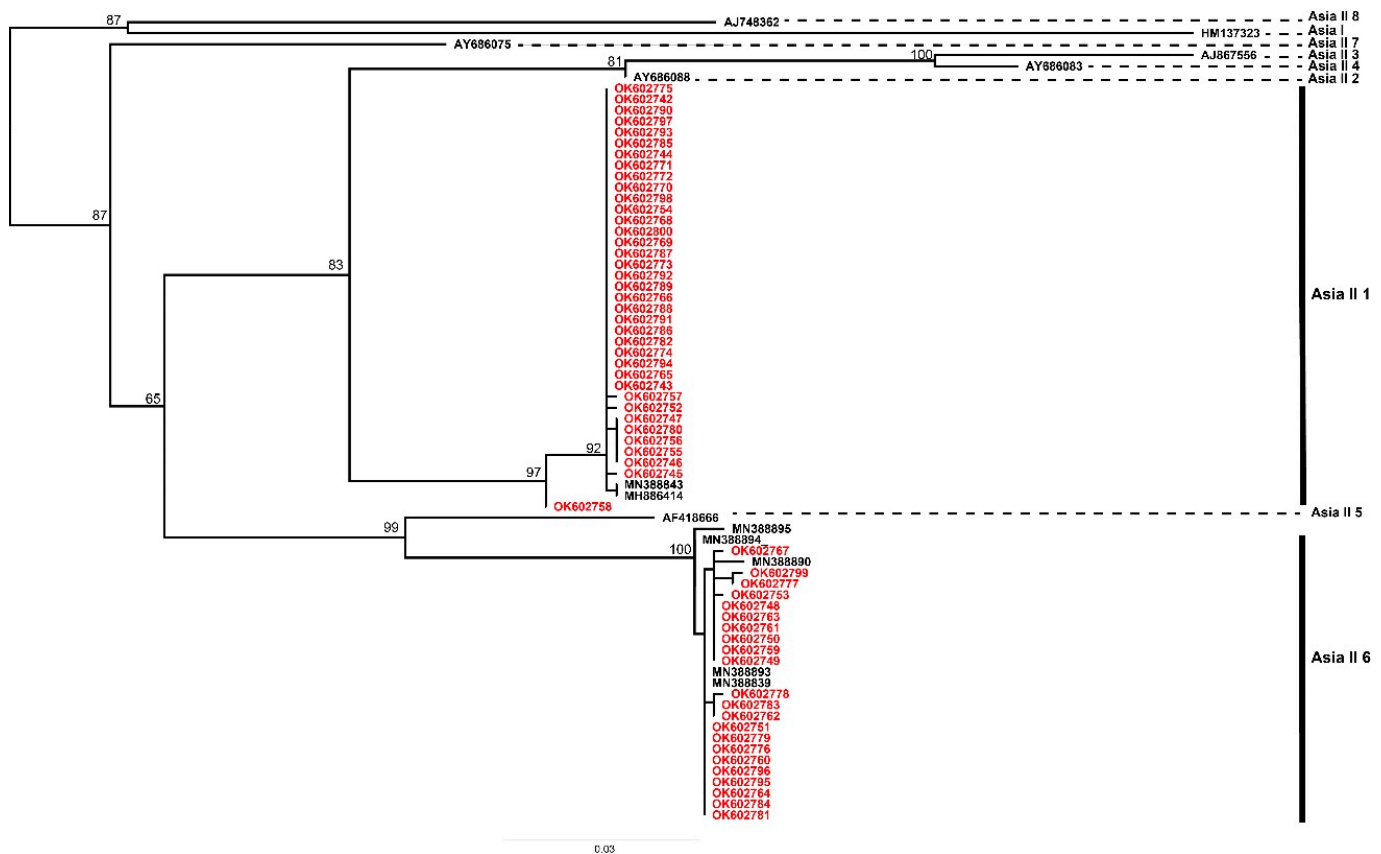 87
AJ748362
Asia II 8
HM137323
Asia I
AY686075
Asia II 7
100
AJ867556
Asia II 3
81
AY686083
Asia II 4
AY686088
Asia II 2
OK602775
OK602742
OK602790
OK602797
OK602793
OK602785
OK602744
OK602771
OK602772
OK602770
OK602798
OK602754
OK602768
87
OK602800
OK602769
OK602787
83
OK602773
OK602792
OK602789
OK602766
Asia II 1
OK602788
OK602791
OK602786
OK602782
OK602774
OK602794
OK602765
OK602743
65
OK602757
OK602752
OK602747
OK602780
OK602756
92
OK602755
OK602746
97
OK602745
MN388843
MH886414
OK602758
AF418666
Asia II 5
99
MN388895
MN388894
100
OK602767
MN388890
OK602799
OK602777
OK602753
OK602748
OK602763
OK602761
OK602750
OK602759
OK602749
Asia II 6
MN388893
MN388839
OK602778
OK602783
OK602762
OK602751
OK602779
OK602776
OK602760
OK602796
OK602795
OK602764
OK602784
OK602781
0.03